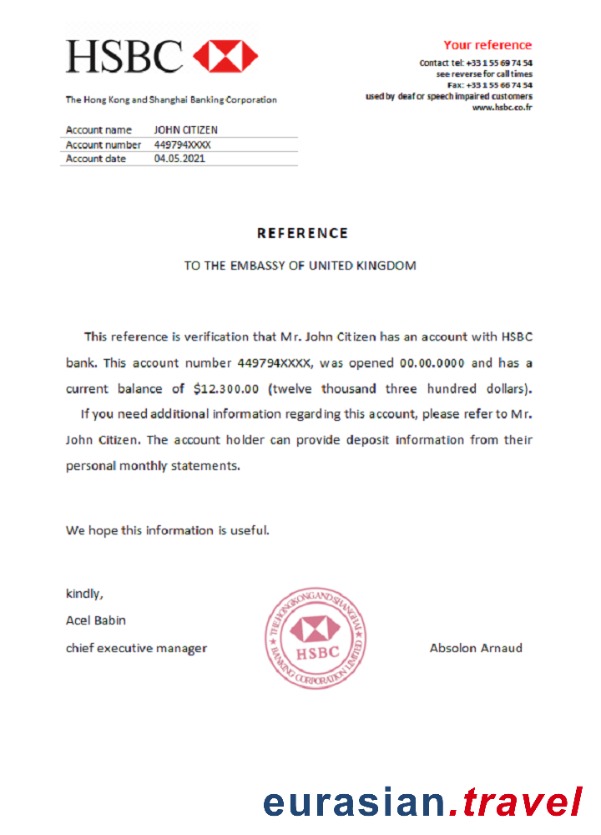 HSBC
Your reference
Contact tel: +33 1 55 69 74 54
see reverse for call times
Fax: +33 1 55 66 74 54
used by deaf or speech impaired customers
www.hsbc.co.fr
The Hong Kong and Shanghai Banking Corporation
Account name JOHN CITIZEN
Account number 449794XXXX
Account date 04.05.2021
REFERENCE
TO THE EMBASSY OF UNITED KINGDOM
This reference is verification that Mr. John Citizen has an account with HSBC
bank. This account number 449794XXXX, was opened 00.00.0000 and has a
current balance of $12.300.00 (twelve thousand three hundred dollars).
If you need additional information regarding this account, please refer to Mr.
John Citizen. The account holder can provide deposit information from their
personal monthly statements.
We hope this information is useful.
kindly,
Acel Babin
chief executive manager
THE HONGKONG AND SHANGHAI
HSBC
BANKING CORPORATION LIMITED
Absolon Arnaud
eurasian.travel